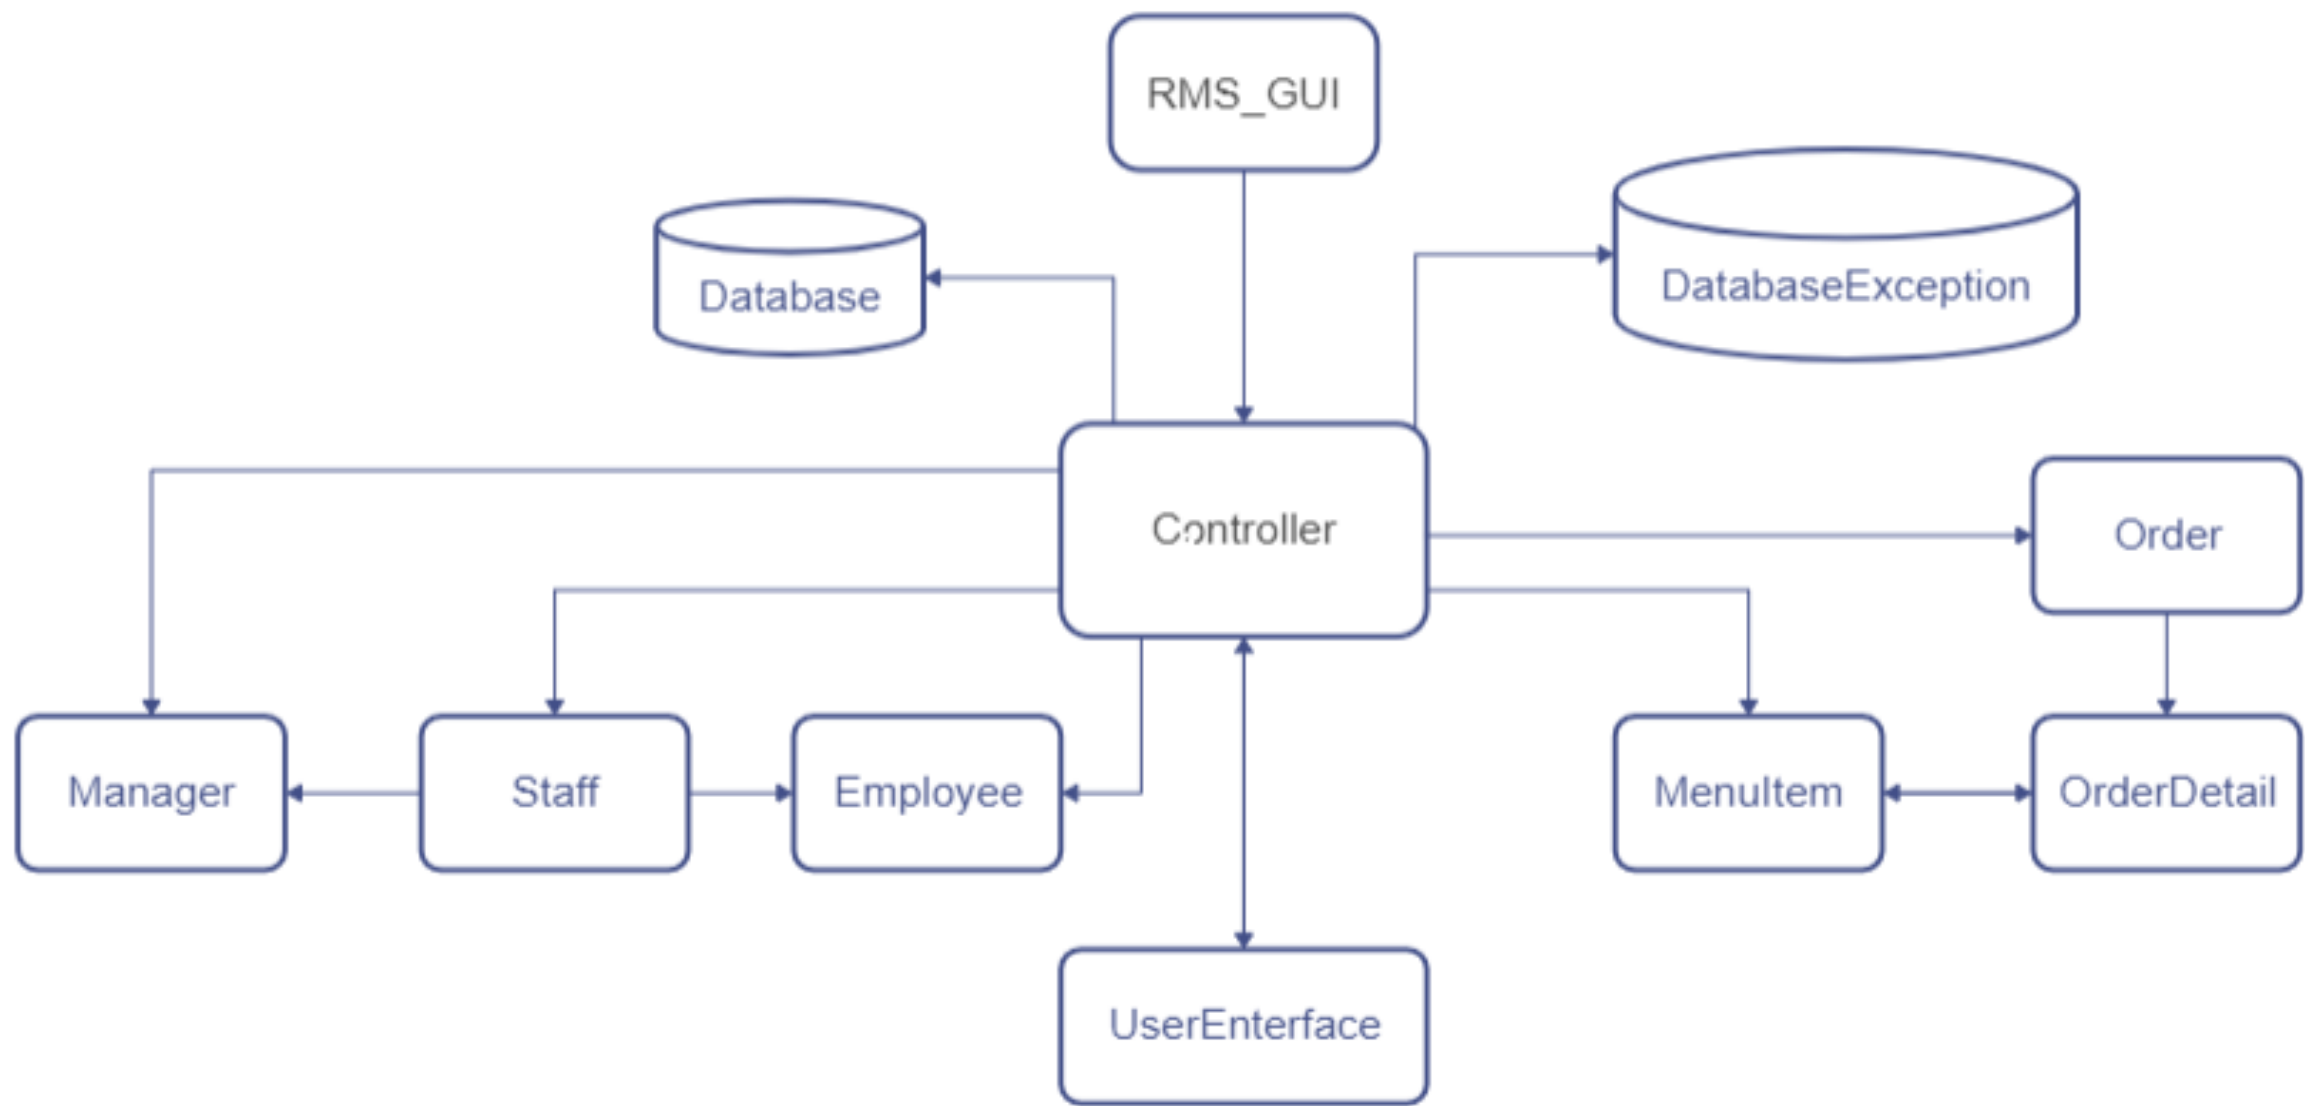 RMS_GUI
Database
DatabaseException
Controller
Order
Manager
Staff
Employee
MenuItem
OrderDetail
UserEnterface